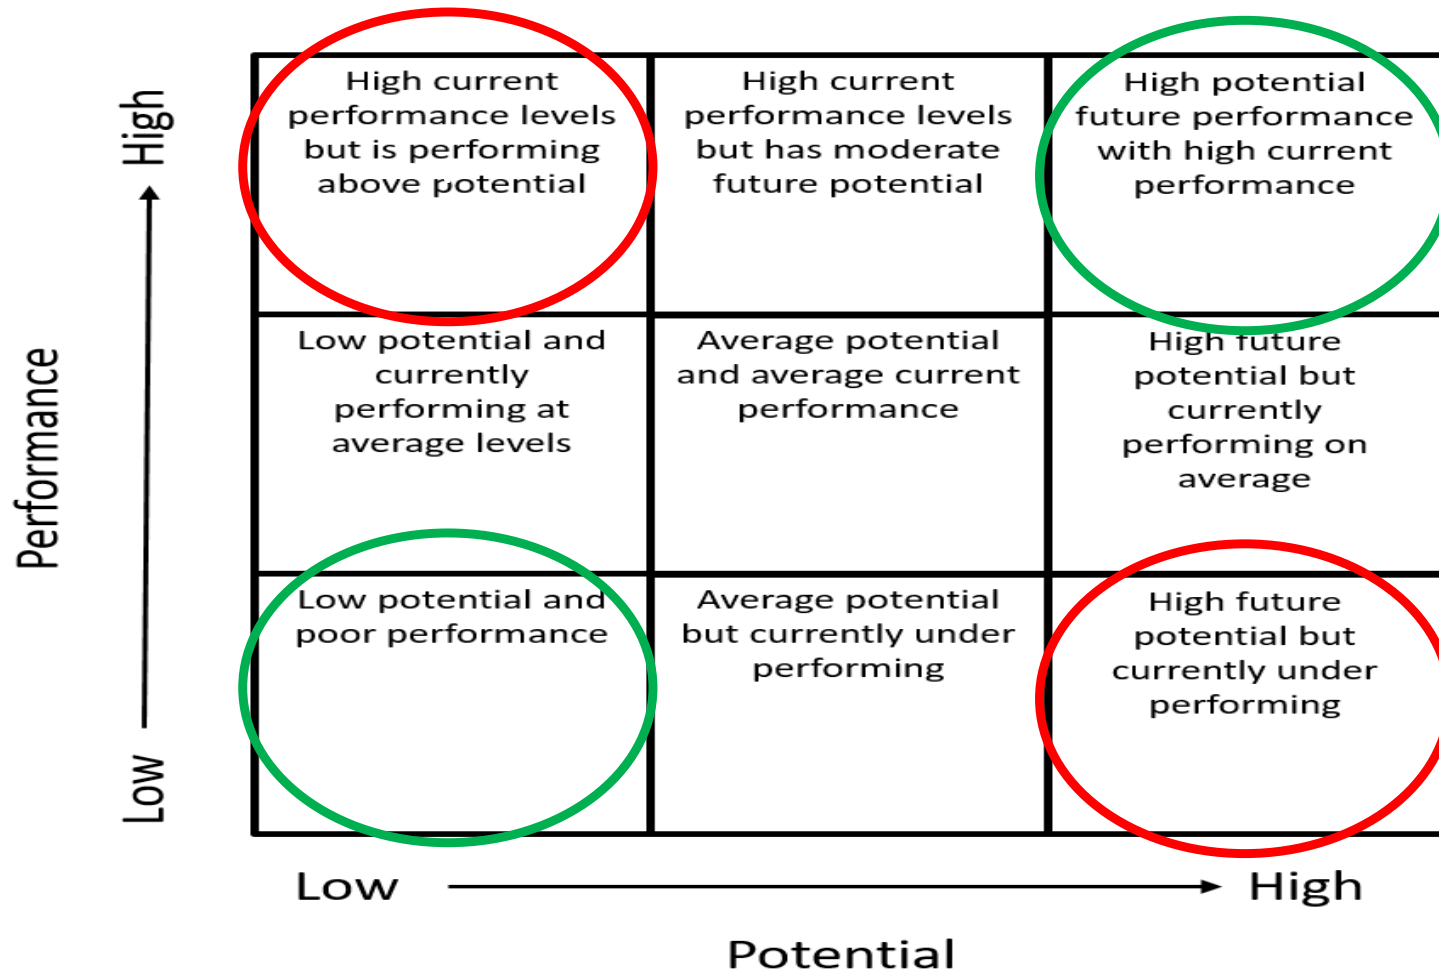 High current
performance levels
but is performing
above potential
High current
performance levels
but has moderate
future potential
High potential
future performance
with high current
performance
High
Performance
Low
Low potential and
currently
performing at
average levels
Average potential
and average current
performance
High future
potential but
currently
performing on
average
Low potential and
poor performance
Average potential
but currently under
performing
High future
potential but
currently under
performing
Low
High
Potential